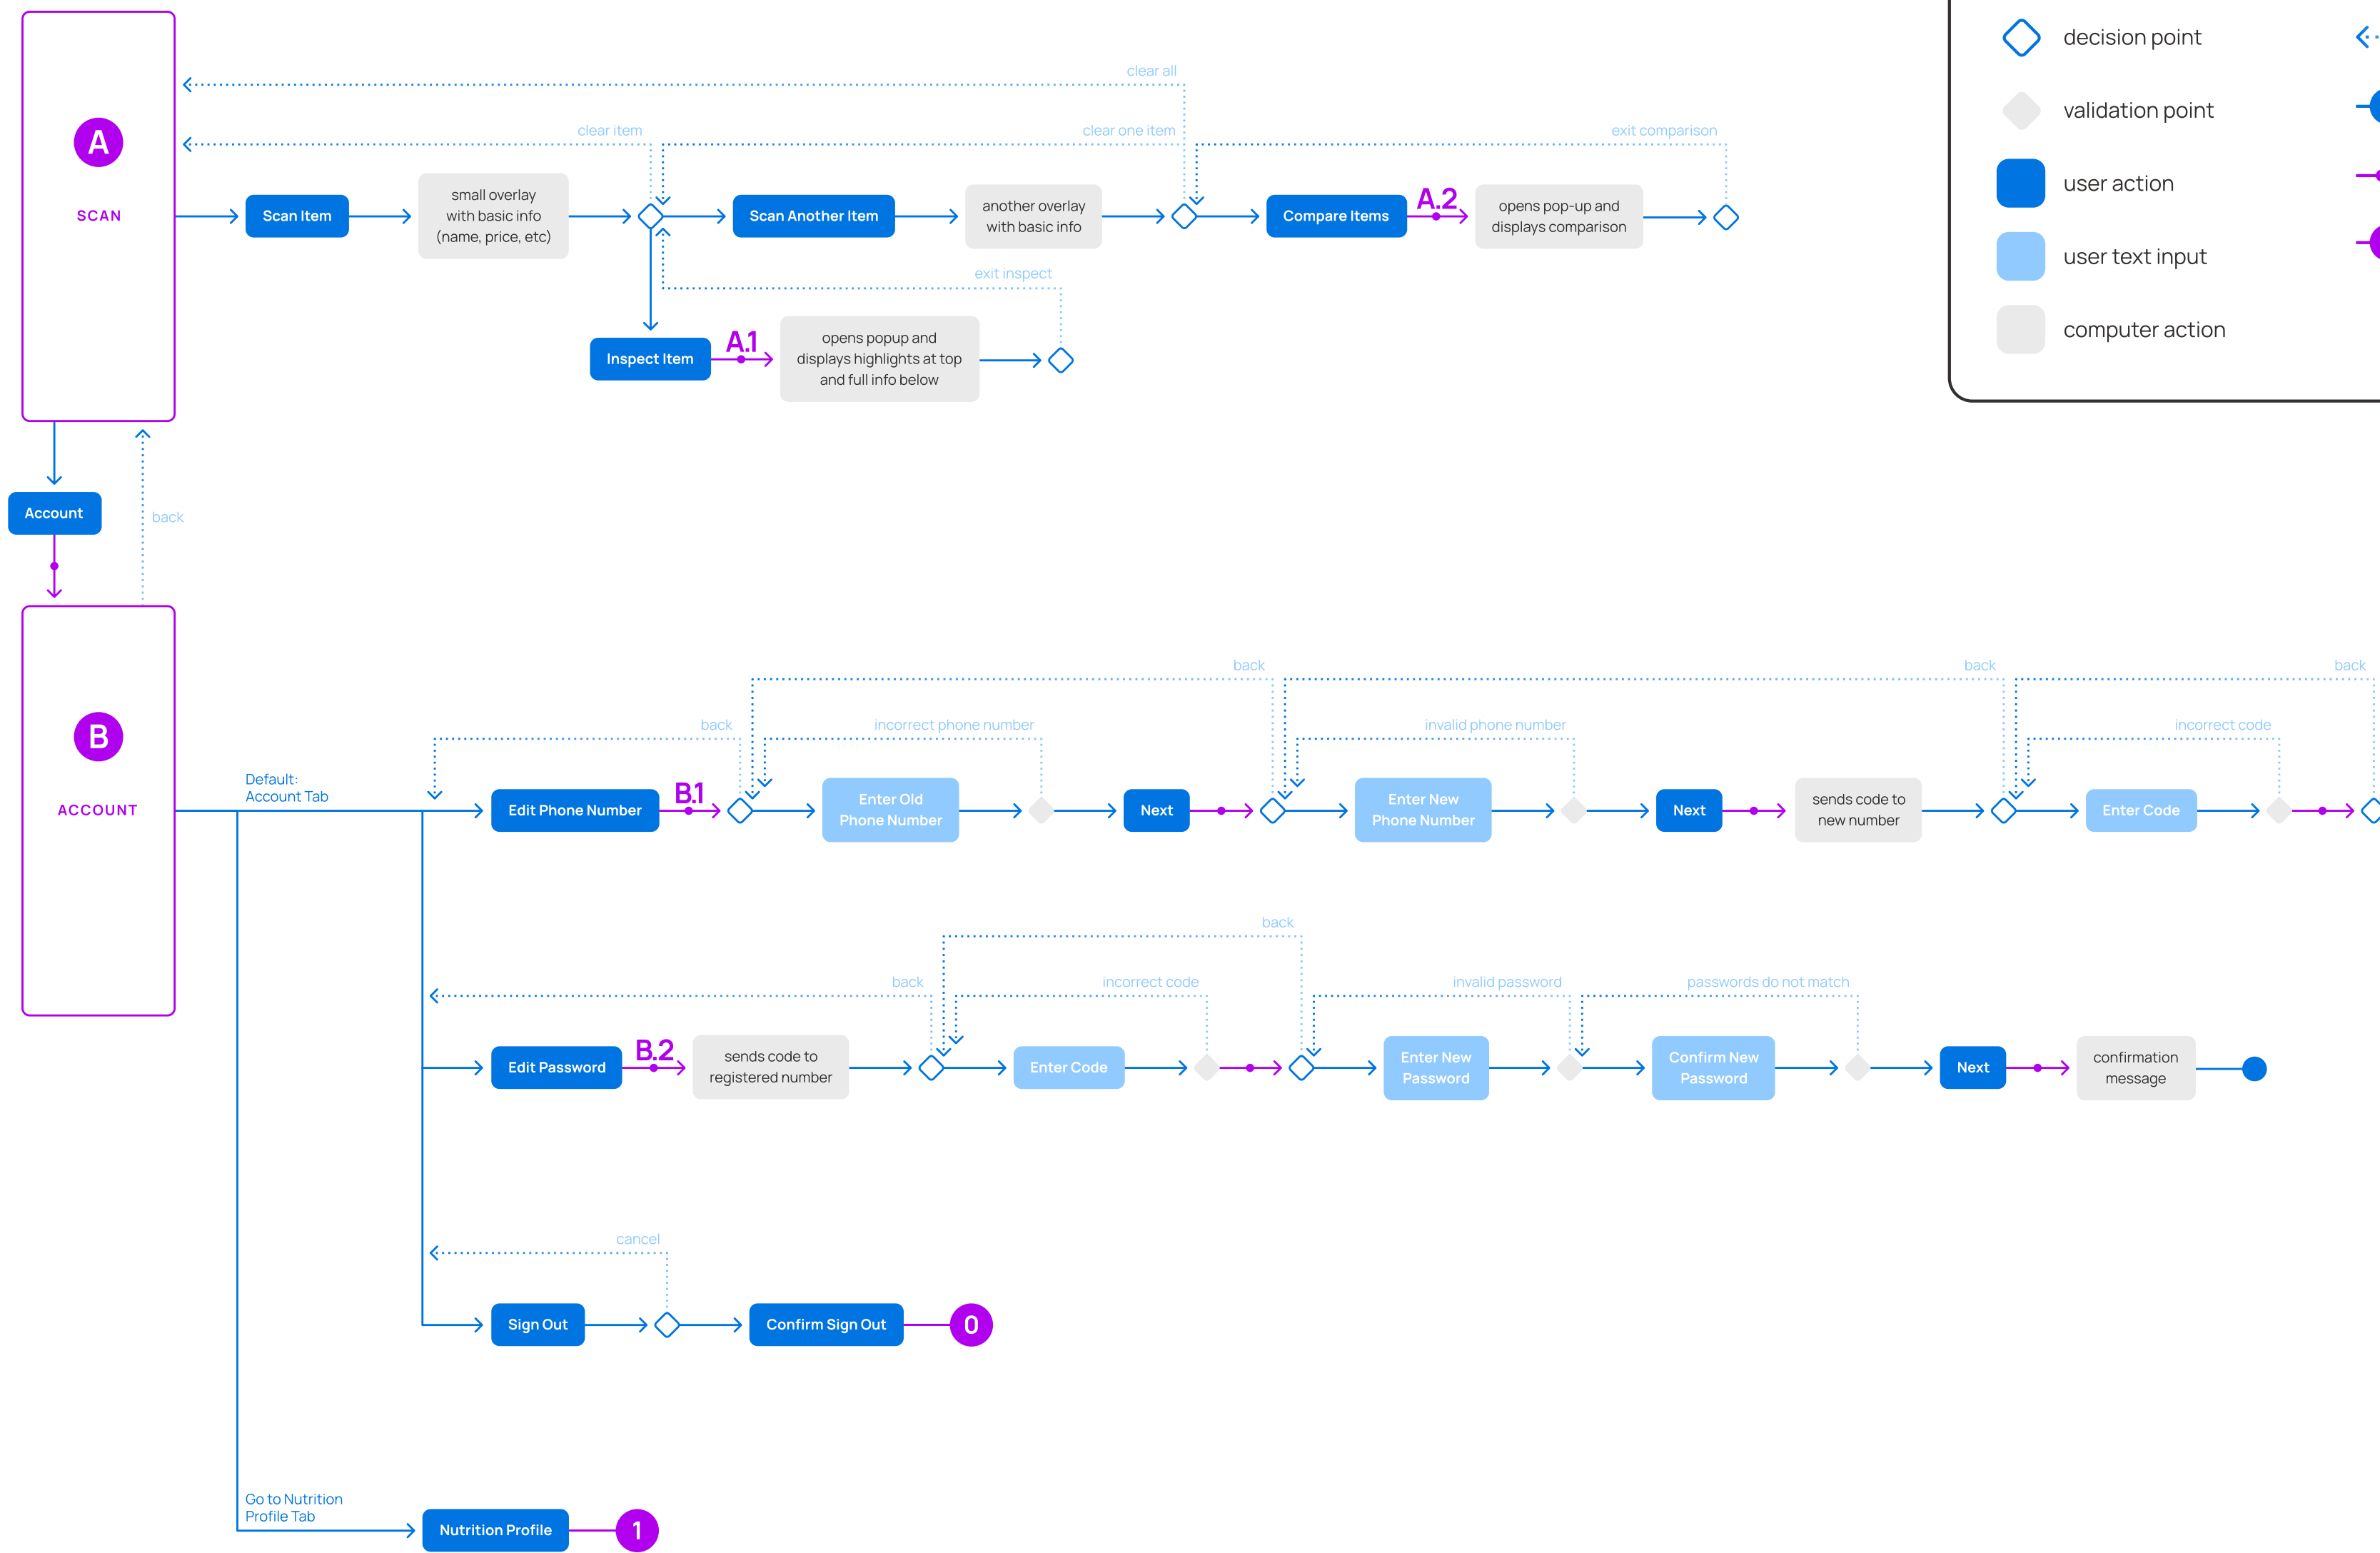 decision point
validation point
user action
user text input
computer action
clear all
clear item
clear one item
exit comparison
A
SCAN
Scan Item
small overlay
with basic info
(name, price, etc)
Scan Another Item
another overlay
with basic info
Compare Items
A.2
opens pop-up and
displays comparison
exit inspect
Inspect Item
A.1
opens popup and
displays highlights at top
and full info below
Account
back
B
ACCOUNT
Default:
Account Tab
back
back
back
back
incorrect phone number
invalid phone number
incorrect code
Edit Phone Number
B.1
Enter Old
Phone Number
Next
Enter New
Phone Number
Next
sends code to
new number
Enter Code
back
back
incorrect code
invalid password
passwords do not match
Edit Password
B.2
sends code to
registered number
Enter Code
Enter New
Password
Confirm New
Password
Next
confirmation
message
cancel
Sign Out
Confirm Sign Out
0
Go to Nutrition
Profile Tab
Nutrition Profile
1